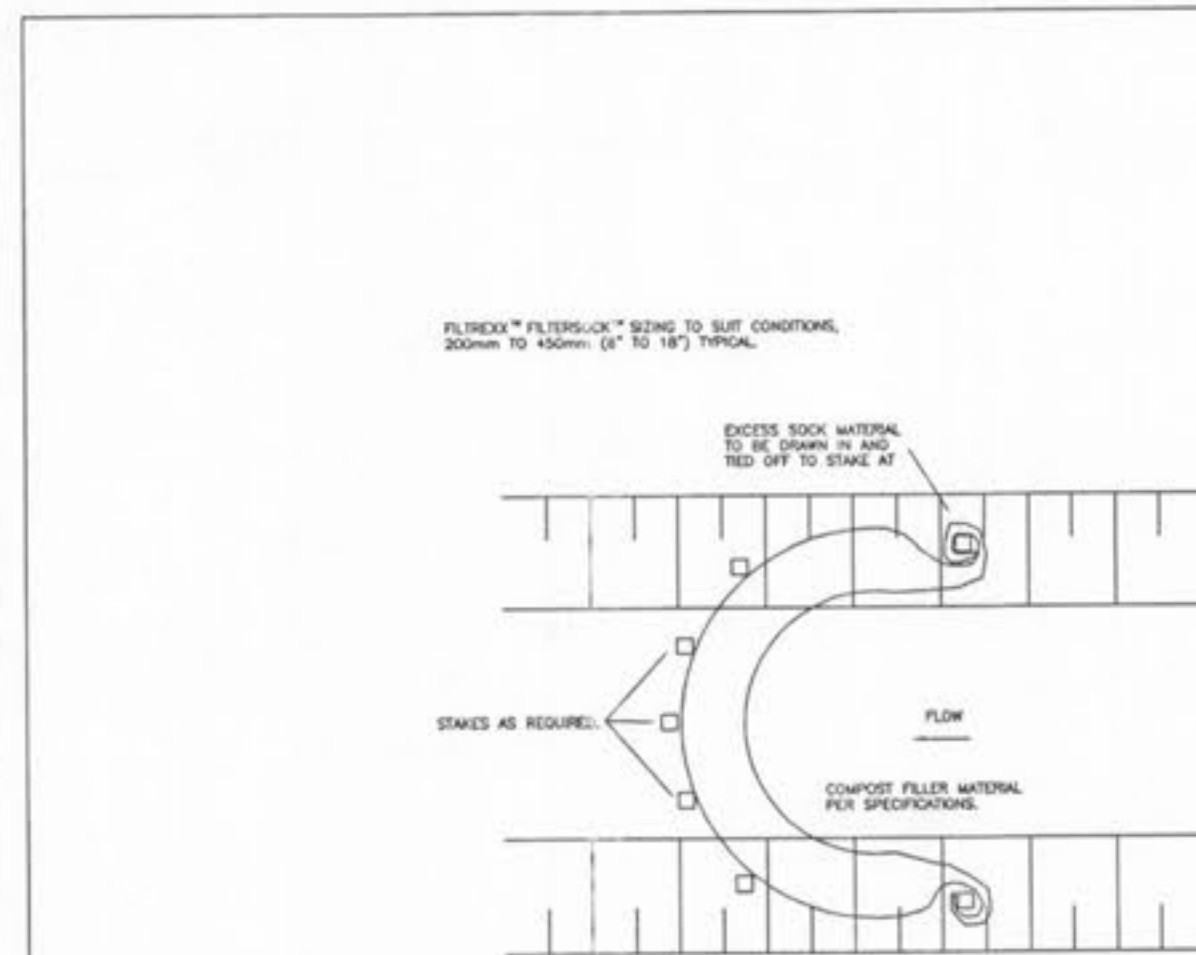 FILTREXX™ FILTERSOCK™ SIZING TO SUIT CONDITIONS,
200mm TO 450mm (8" TO 18") TYPICAL.
EXCESS SOCK MATERIAL
TO BE DRAWN IN AND
TIED OFF TO STAKE AT
STAKES AS REQUIRED.
FLOW
COMPOST FILLER MATERIAL
PER SPECIFICATIONS.